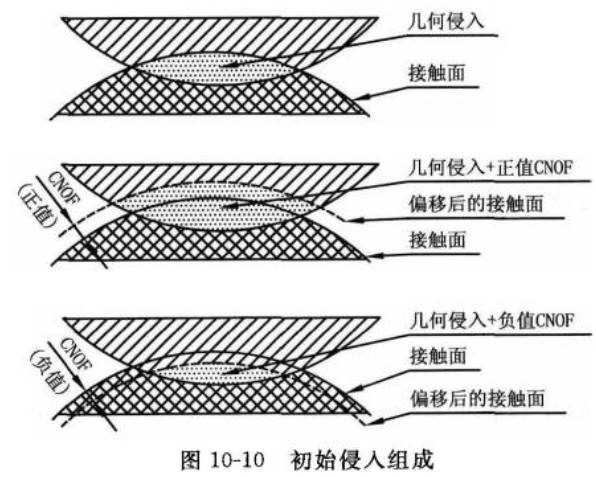 几何侵入
接触面
几何侵入+正值CNOF
偏移后的接触面
接触面
CNOF
(正值)
几何侵入+负值CNOF
接触面
偏移后的接触面
CNOF
(负值)
图 10-10 初始侵入组成